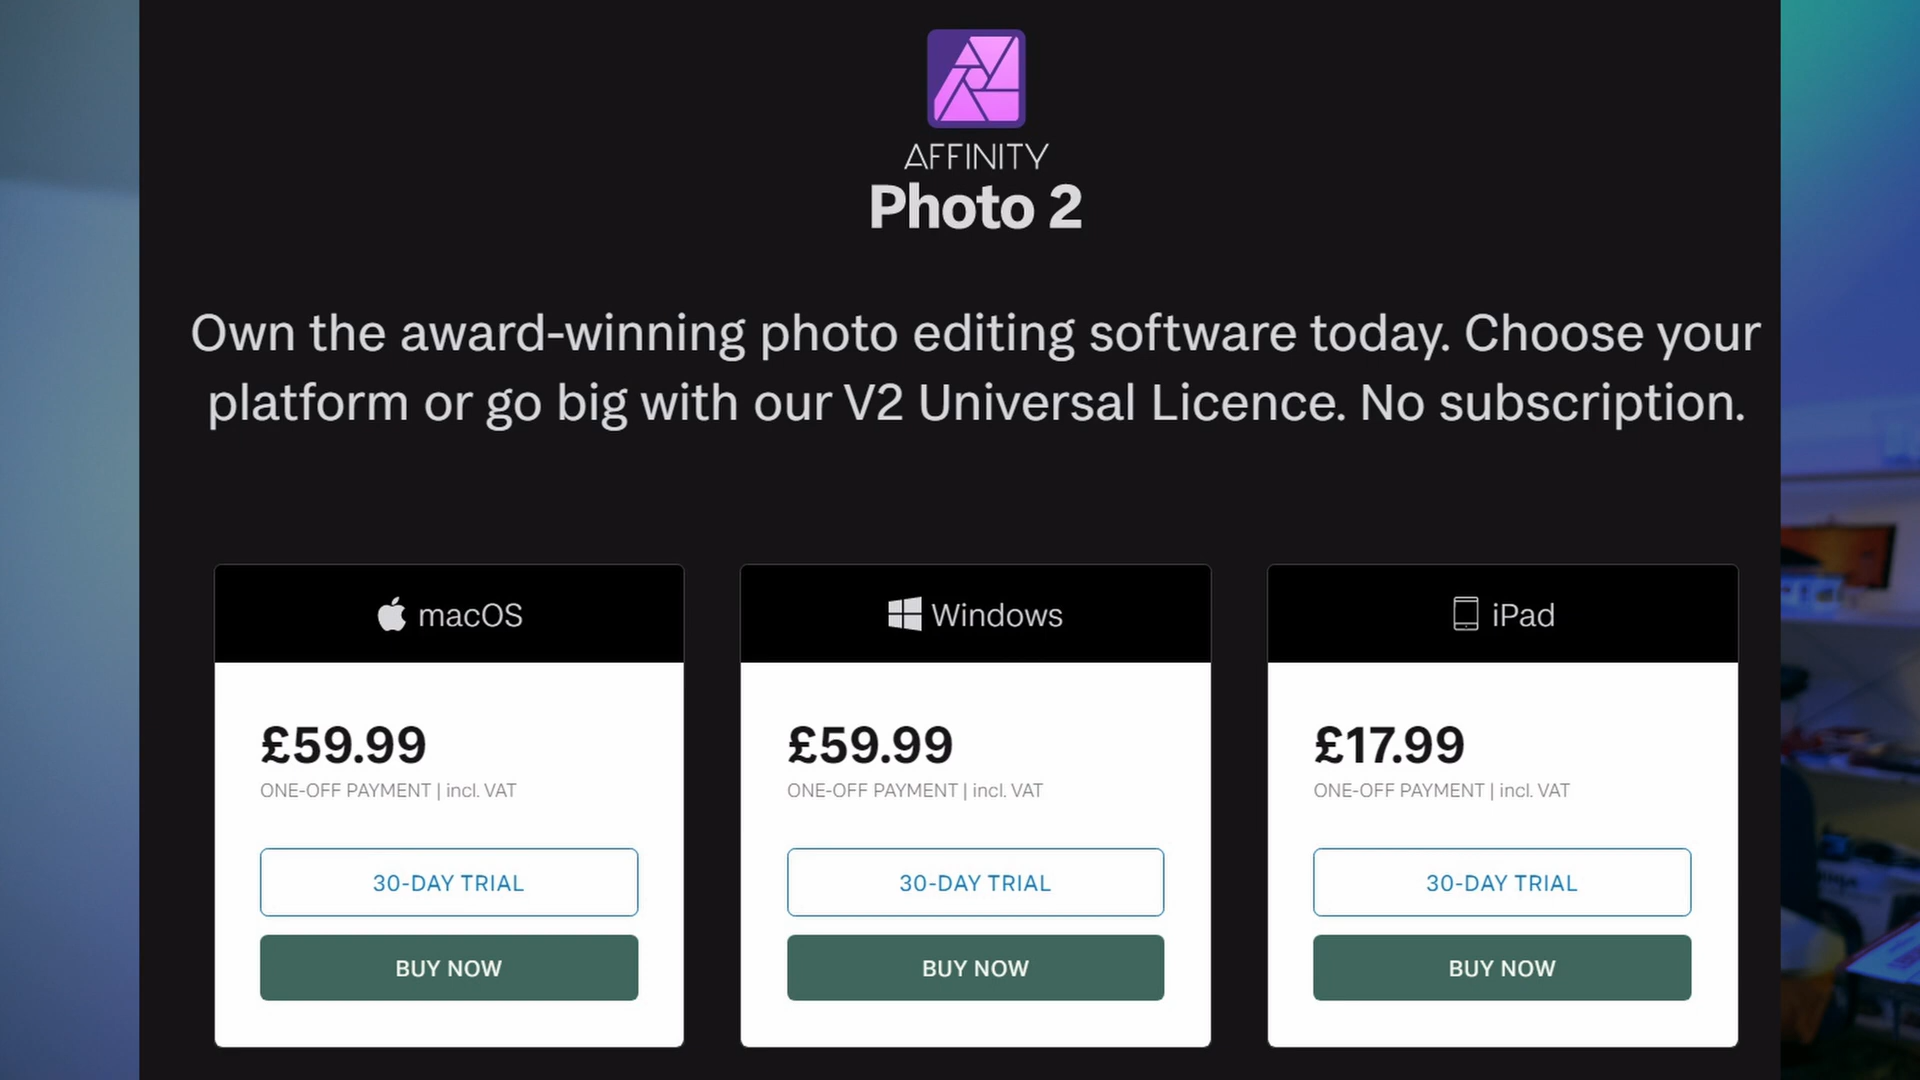 AFFINITY
Photo 2
Own the award-winning photo editing software today. Choose your
platform or go big with our V2 Universal Licence. No subscription.
macOS
£59.99
ONE-OFF PAYMENT | incl. VAT
30-DAY TRIAL
BUY NOW
Windows
£59.99
ONE-OFF PAYMENT | incl. VAT
30-DAY TRIAL
BUY NOW
iPad
£17.99
ONE-OFF PAYMENT | incl. VAT
30-DAY TRIAL
BUY NOW